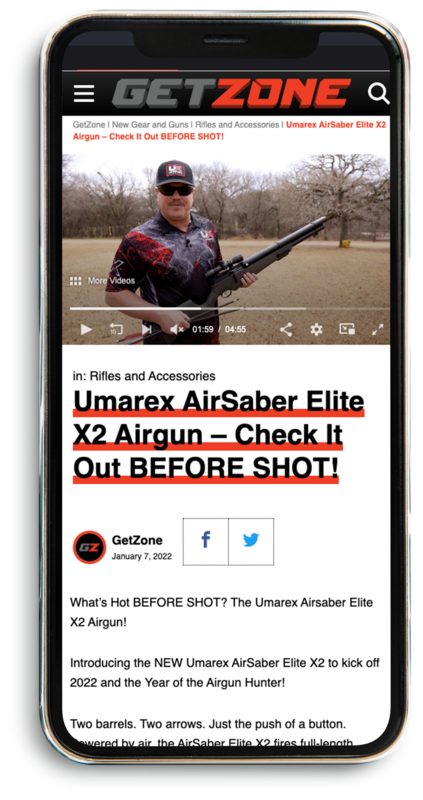 GETZONE
GetZone | New Gear and Guns | Rifles and Accessories | Umarex AirSaber Elite X2
Airgun – Check It Out BEFORE SHOT!
More Videos
10
01:59 / 04:55
in: Rifles and Accessories
Umarex AirSaber Elite
X2 Airgun – Check It
Out BEFORE SHOT!
GZ
GetZone
January 7, 2022
What's Hot BEFORE SHOT? The Umarex Airsaber Elite
X2 Airgun!
Introducing the NEW Umarex AirSaber Elite X2 to kick off
2022 and the Year of the Airgun Hunter!
Two barrels. Two arrows. Just the push of a button.
Powered by air, the AirSaber Elite X2 fires full-length